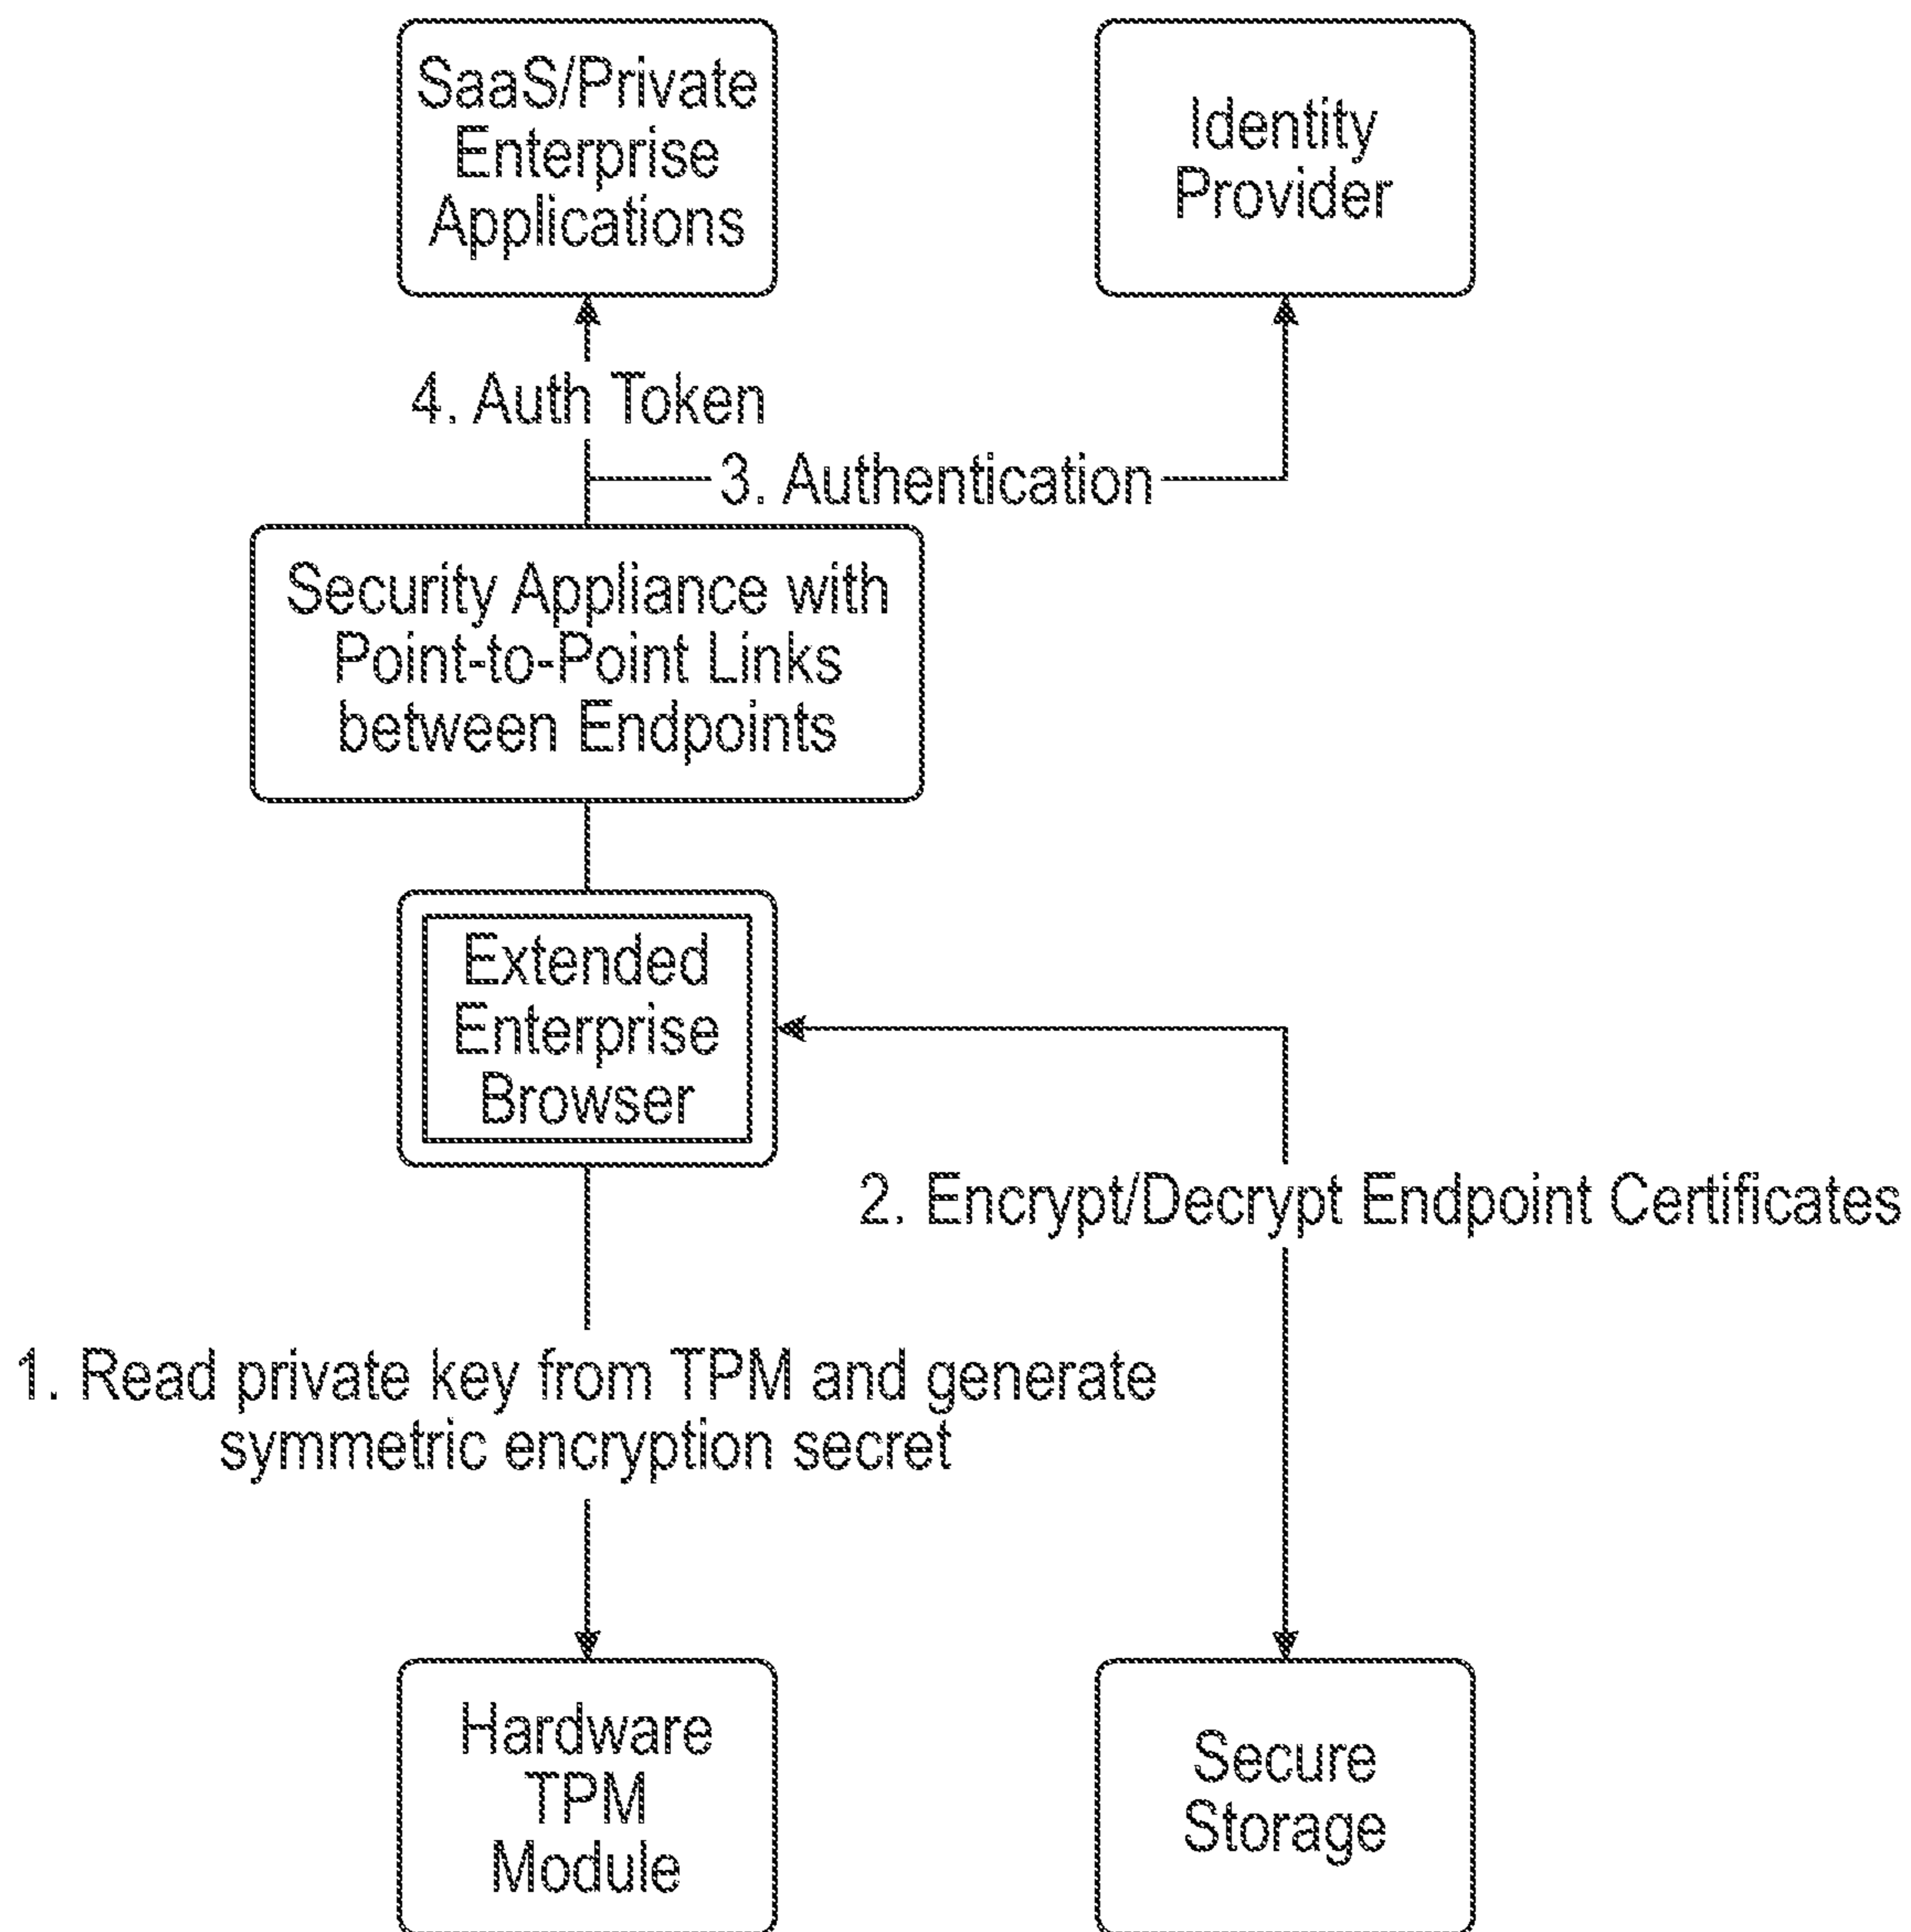 SaaS/Private
Enterprise
Applications
Identity
Provider
4. Auth Token
3. Authentication
Security Appliance with
Point-to-Point Links
between Endpoints
Extended
Enterprise
Browser
2. Encrypt/Decrypt Endpoint Certificates
1. Read private key from TPM and generate
symmetric encryption secret
Hardware
TPM
Module
Secure
Storage